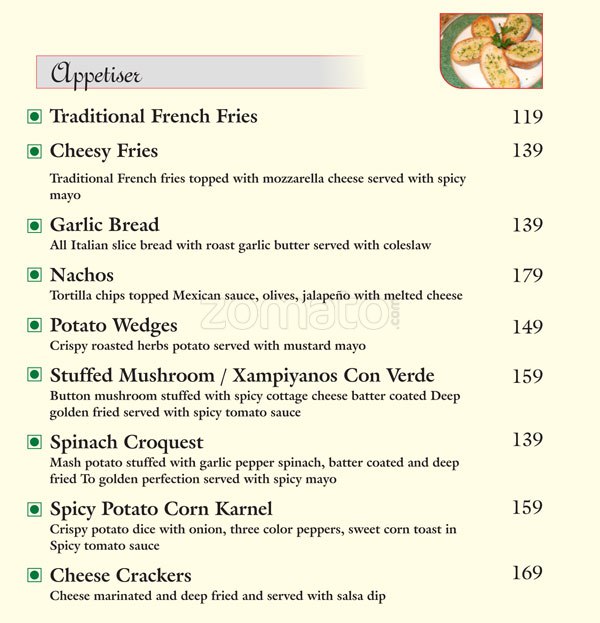 Appetiser
Traditional French Fries 119
Cheesy Fries 139
Traditional French fries topped with mozzarella cheese served with spicy
mayo
Garlic Bread 139
All Italian slice bread with roast garlic butter served with coleslaw
Nachos 179
Tortilla chips topped Mexican sauce, olives, jalapeño with melted cheese
zomato.com
Potato Wedges 149
Crispy roasted herbs potato served with mustard mayo
Stuffed Mushroom / Xampiyanos Con Verde 159
Button mushroom stuffed with spicy cottage cheese batter coated Deep
golden fried served with spicy tomato sauce
Spinach Croquest 139
Mash potato stuffed with garlic pepper spinach, batter coated and deep
fried To golden perfection served with spicy mayo
Spicy Potato Corn Karnel 159
Crispy potato dice with onion, three color peppers, sweet corn toast in
Spicy tomato sauce
Cheese Crackers 169
Cheese marinated and deep fried and served with salsa dip